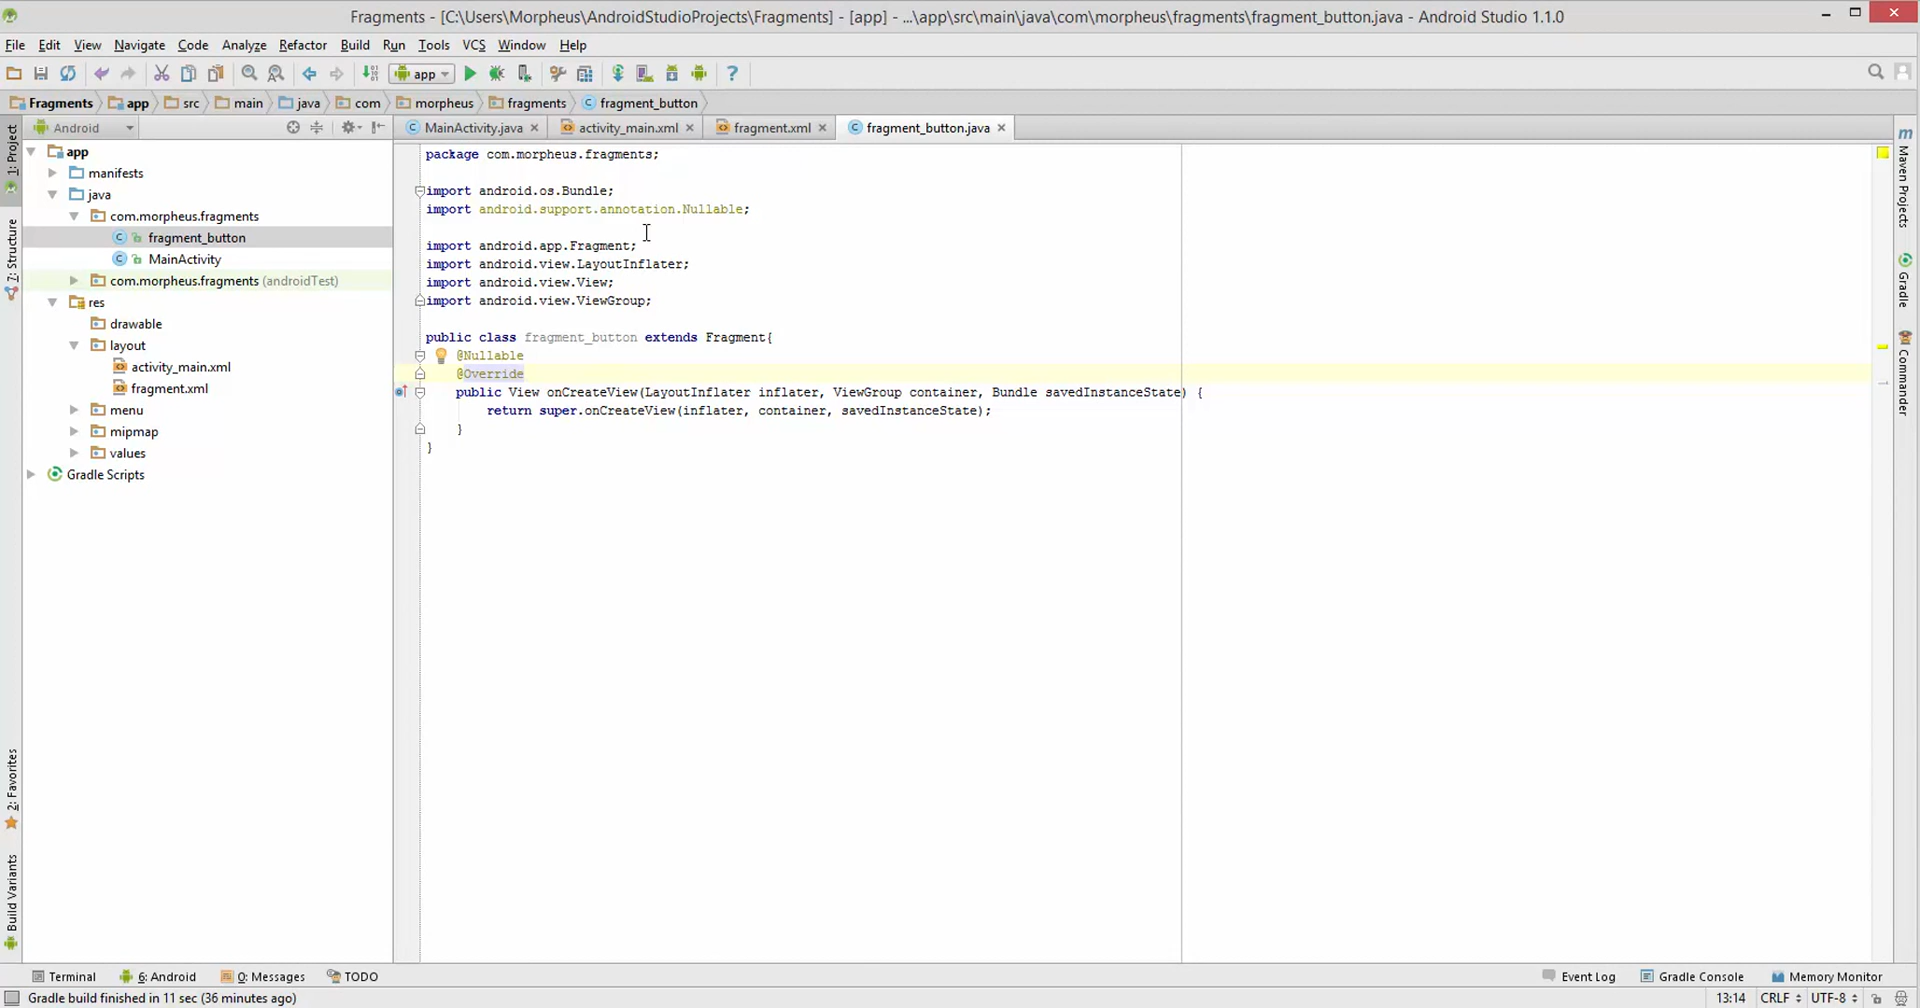 Fragments - [C:\Users\Morpheus\AndroidStudioProjects\Fragments] - [app] - ...\app\src\main\java\com\morpheus\fragments\fragment_button.java - Android Studio 1.1.0
File Edit View Navigate Code Analyze Refactor Build Run Tools VCS Window Help
app
Fragments app src main java com morpheus fragments fragment_button
Android
MainActivity.java activity_main.xml fragment.xml fragment_button.java
1: Project
7: Structure
2: Favorites
Build Variants
app
manifests
java
com.morpheus.fragments
fragment_button
MainActivity
com.morpheus.fragments (androidTest)
res
drawable
layout
activity_main.xml
fragment.xml
menu
mipmap
values
Gradle Scripts
package com.morpheus.fragments;
import android.os.Bundle;
import android.support.annotation.Nullable;
import android.app.Fragment;
import android.view.LayoutInflater;
import android.view.View;
import android.view.ViewGroup;
public class fragment_button extends Fragment{
@Nullable
@Override
public View onCreateView(LayoutInflater inflater, ViewGroup container, Bundle savedInstanceState) {
return super.onCreateView(inflater, container, savedInstanceState);
}
}
Maven Projects
Gradle
Commander
Terminal 6: Android 0: Messages TODO Event Log Gradle Console Memory Monitor
Gradle build finished in 11 sec (36 minutes ago) 13:14 CRLF UTF-8